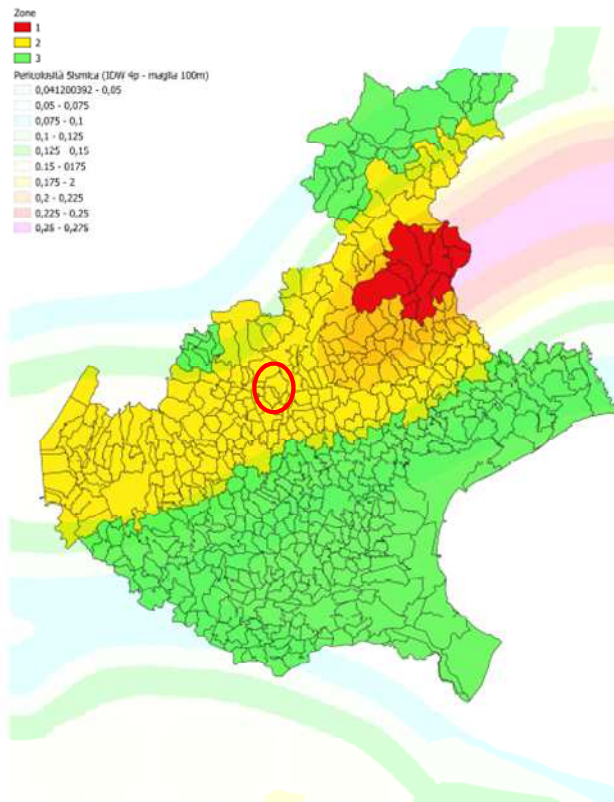 Zone
1
2
3
Pericolosità Sismica (IDW 4p - maglia 100m)
0,041200392 - 0,05
0,05 - 0,075
0,075 - 0,1
0,1 - 0,125
0,125 0,15
0.15 - 0175
0,175 - 2
0,2 - 0,225
0,225 - 0,25
0,25 - 0,275